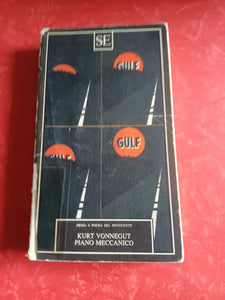 SE
GULF
GULF
PROSA E POESIA DEL NOVECENTO
KURT VONNEGUT
PIANO MECCANICO